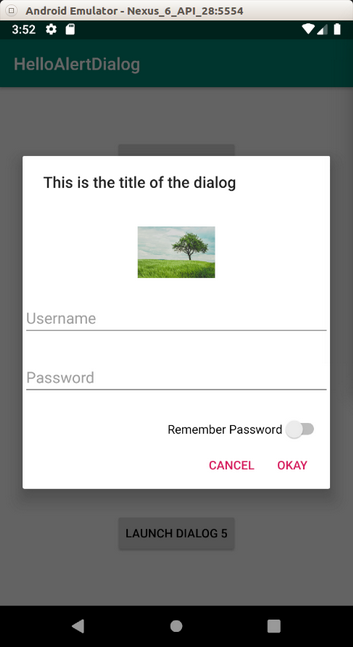 Android Emulator - Nexus_6_API_28:5554
3:52
HelloAlertDialog
This is the title of the dialog
Username
Password
Remember Password
CANCEL OKAY
LAUNCH DIALOG 5